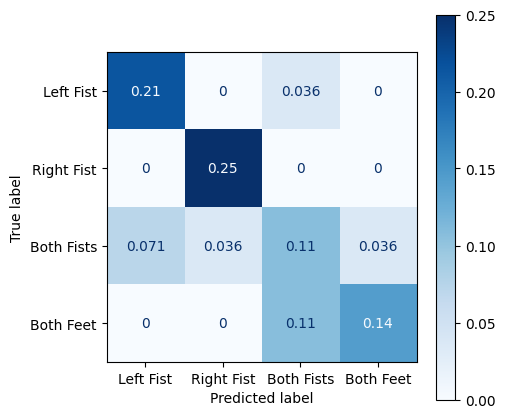 0.25
Left Fist 0.21 0 0.036 0
0.20
Right Fist 0 0.25 0 0
0.15
True label
Both Fists 0.071 0.036 0.11 0.036
0.10
Both Feet 0 0 0.11 0.14
0.05
Left Fist Right Fist Both Fists Both Feet
Predicted label
0.00